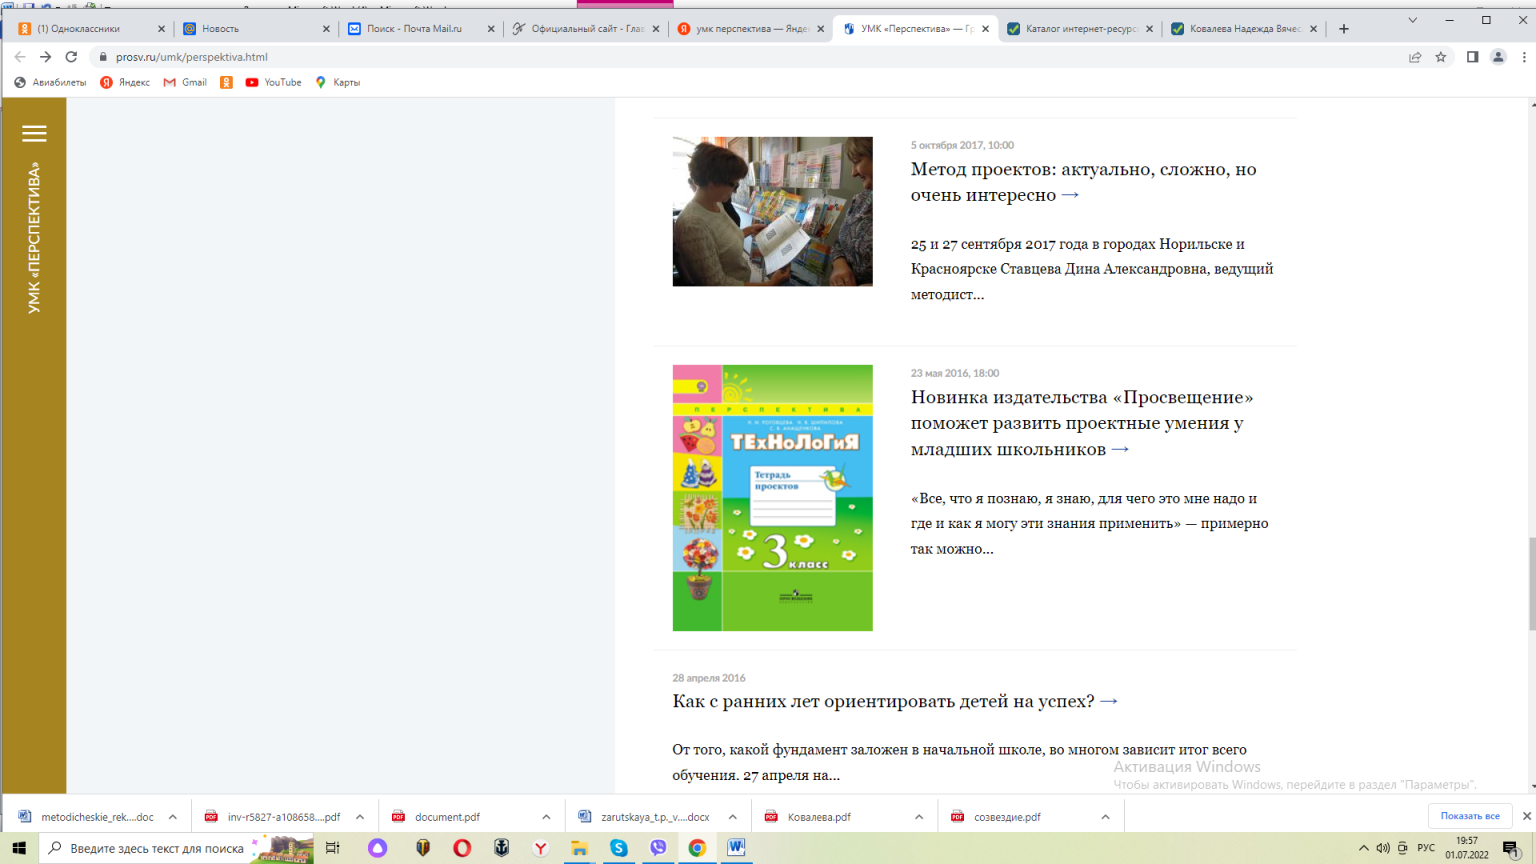 (1) Одноклассники
Новость
Поиск - Почта Mail.ru
Официальный сайт - Глав
умк перспектива — Янде
УМК «Перспектива» — Гр
Каталог интернет-ресурс
Ковалева Надежда Вячес
prosv.ru/umk/perspektiva.html
Авиабилеты
Яндекс
Gmail
YouTube
Карты
УМК «ПЕРСПЕКТИВА»
5 октября 2017, 10:00
Метод проектов: актуально, сложно, но
очень интересно →
25 и 27 сентября 2017 года в городах Норильске и
Красноярске Ставцева Дина Александровна, ведущий
методист...
ПЕРСПЕКТИВА
ТЕхНоЛоГиЯ
Тетрадь
проектов
3 класс
23 мая 2016, 18:00
Новинка издательства «Просвещение»
поможет развить проектные умения у
младших школьников →
«Все, что я познаю, я знаю, для чего это мне надо и
где и как я могу эти знания применить» — примерно
так можно...
28 апреля 2016
Как с ранних лет ориентировать детей на успех? →
От того, какой фундамент заложен в начальной школе, во многом зависит итог всего
обучения. 27 апреля на...
Активация Windows
Чтобы активировать Windows, перейдите в раздел "Параметры".
metodicheskie_rek....doc
inv-r5827-a108658....pdf
document.pdf
zarutskaya_t.p._v....docx
Ковалева.pdf
созвездие.pdf
Показать все
Введите здесь текст для поиска
РУС
19:57
01.07.2022